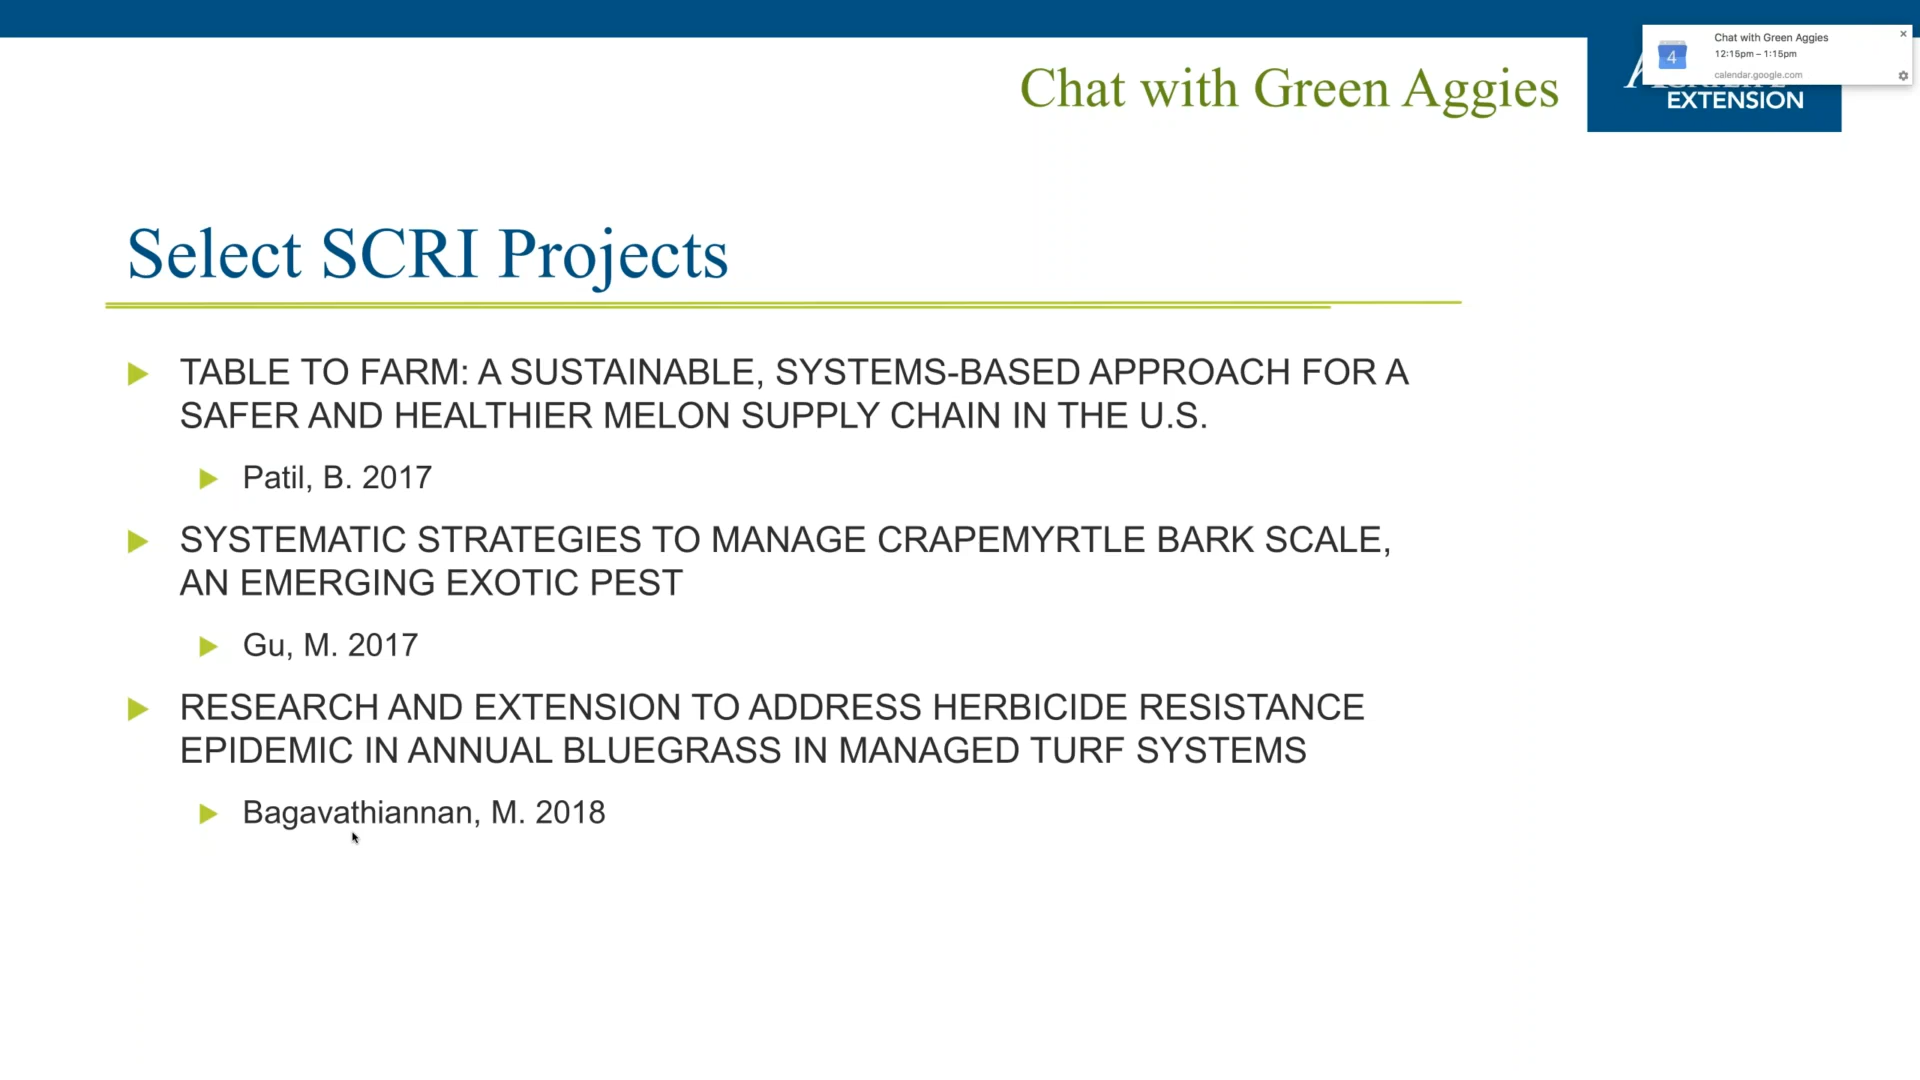 Chat with Green Aggies
12:15pm – 1:15pm
calendar.google.com
4
Chat with Green Aggies
EXTENSION
Select SCRI Projects
TABLE TO FARM: A SUSTAINABLE, SYSTEMS-BASED APPROACH FOR A
SAFER AND HEALTHIER MELON SUPPLY CHAIN IN THE U.S.
Patil, B. 2017
SYSTEMATIC STRATEGIES TO MANAGE CRAPEMYRTLE BARK SCALE,
AN EMERGING EXOTIC PEST
Gu, M. 2017
RESEARCH AND EXTENSION TO ADDRESS HERBICIDE RESISTANCE
EPIDEMIC IN ANNUAL BLUEGRASS IN MANAGED TURF SYSTEMS
Bagavathiannan, M. 2018